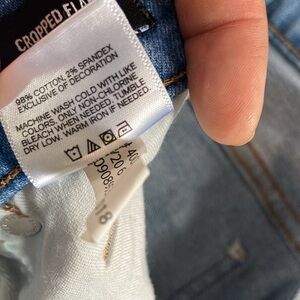 CROPPED FLA
98% COTTON, 2% SPANDEX
EXCLUSIVE OF DECORATION
MACHINE WASH COLD WITH LIKE
COLORS, ONLY NON-CHLORINE
BLEACH WHEN NEEDED, TUMBLE
DRY LOW. WARM IRON IF NEEDED.